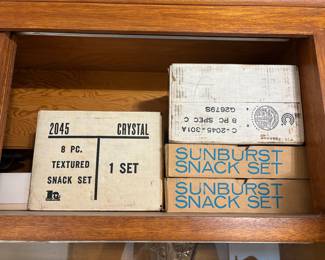 2045 CRYSTAL
8 PC.
TEXTURED
SNACK SET
1 SET
C-2045-301A
8 PC SPEC C
G2679S
SUNBURST
SNACK SET
SUNBURST
SNACK SET